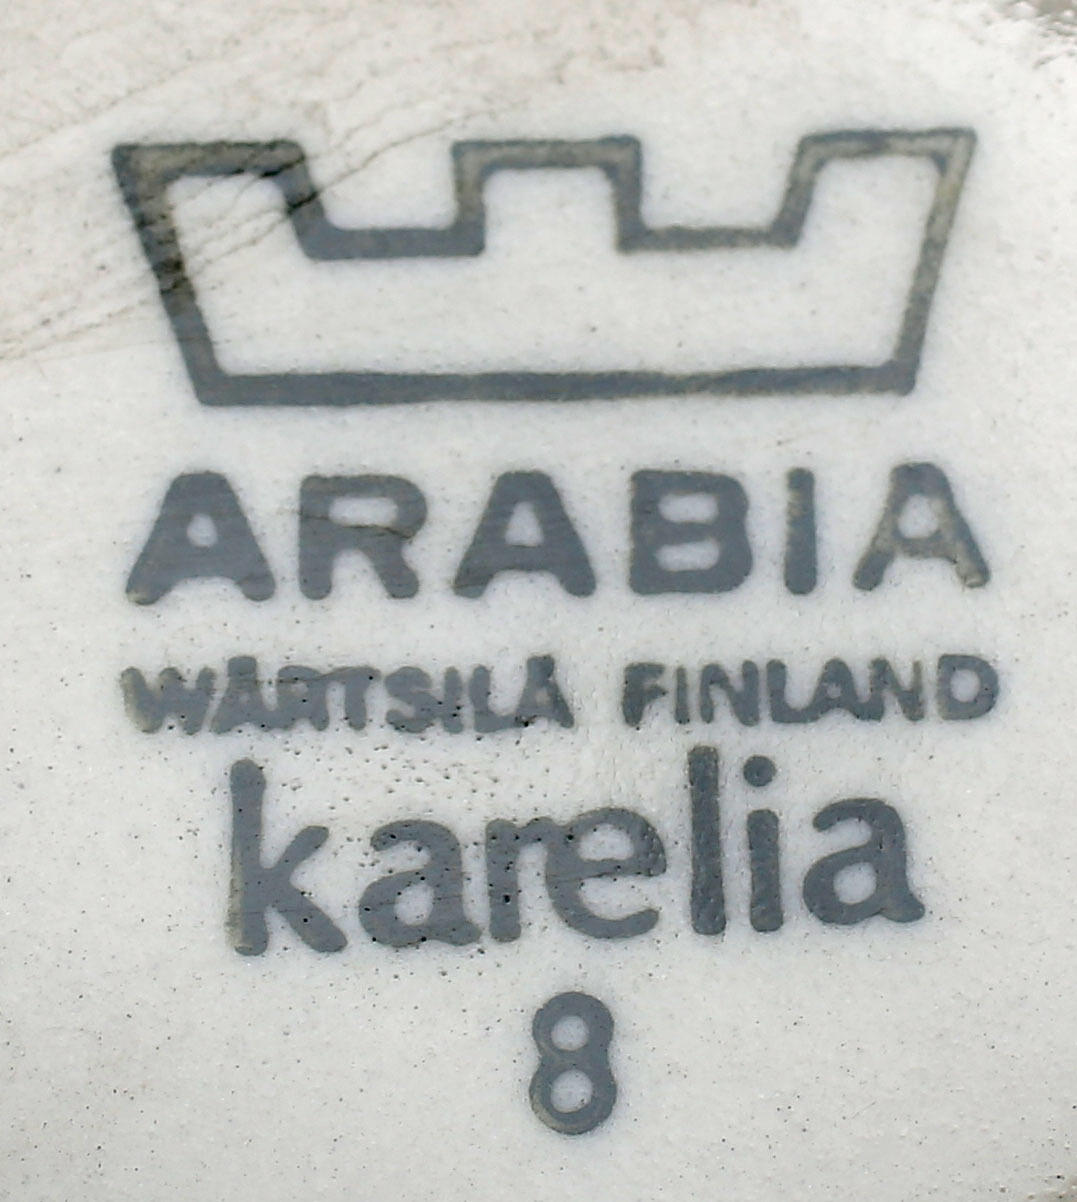 ARABIA
WÄRTSILÄ FINLAND
karelia
8